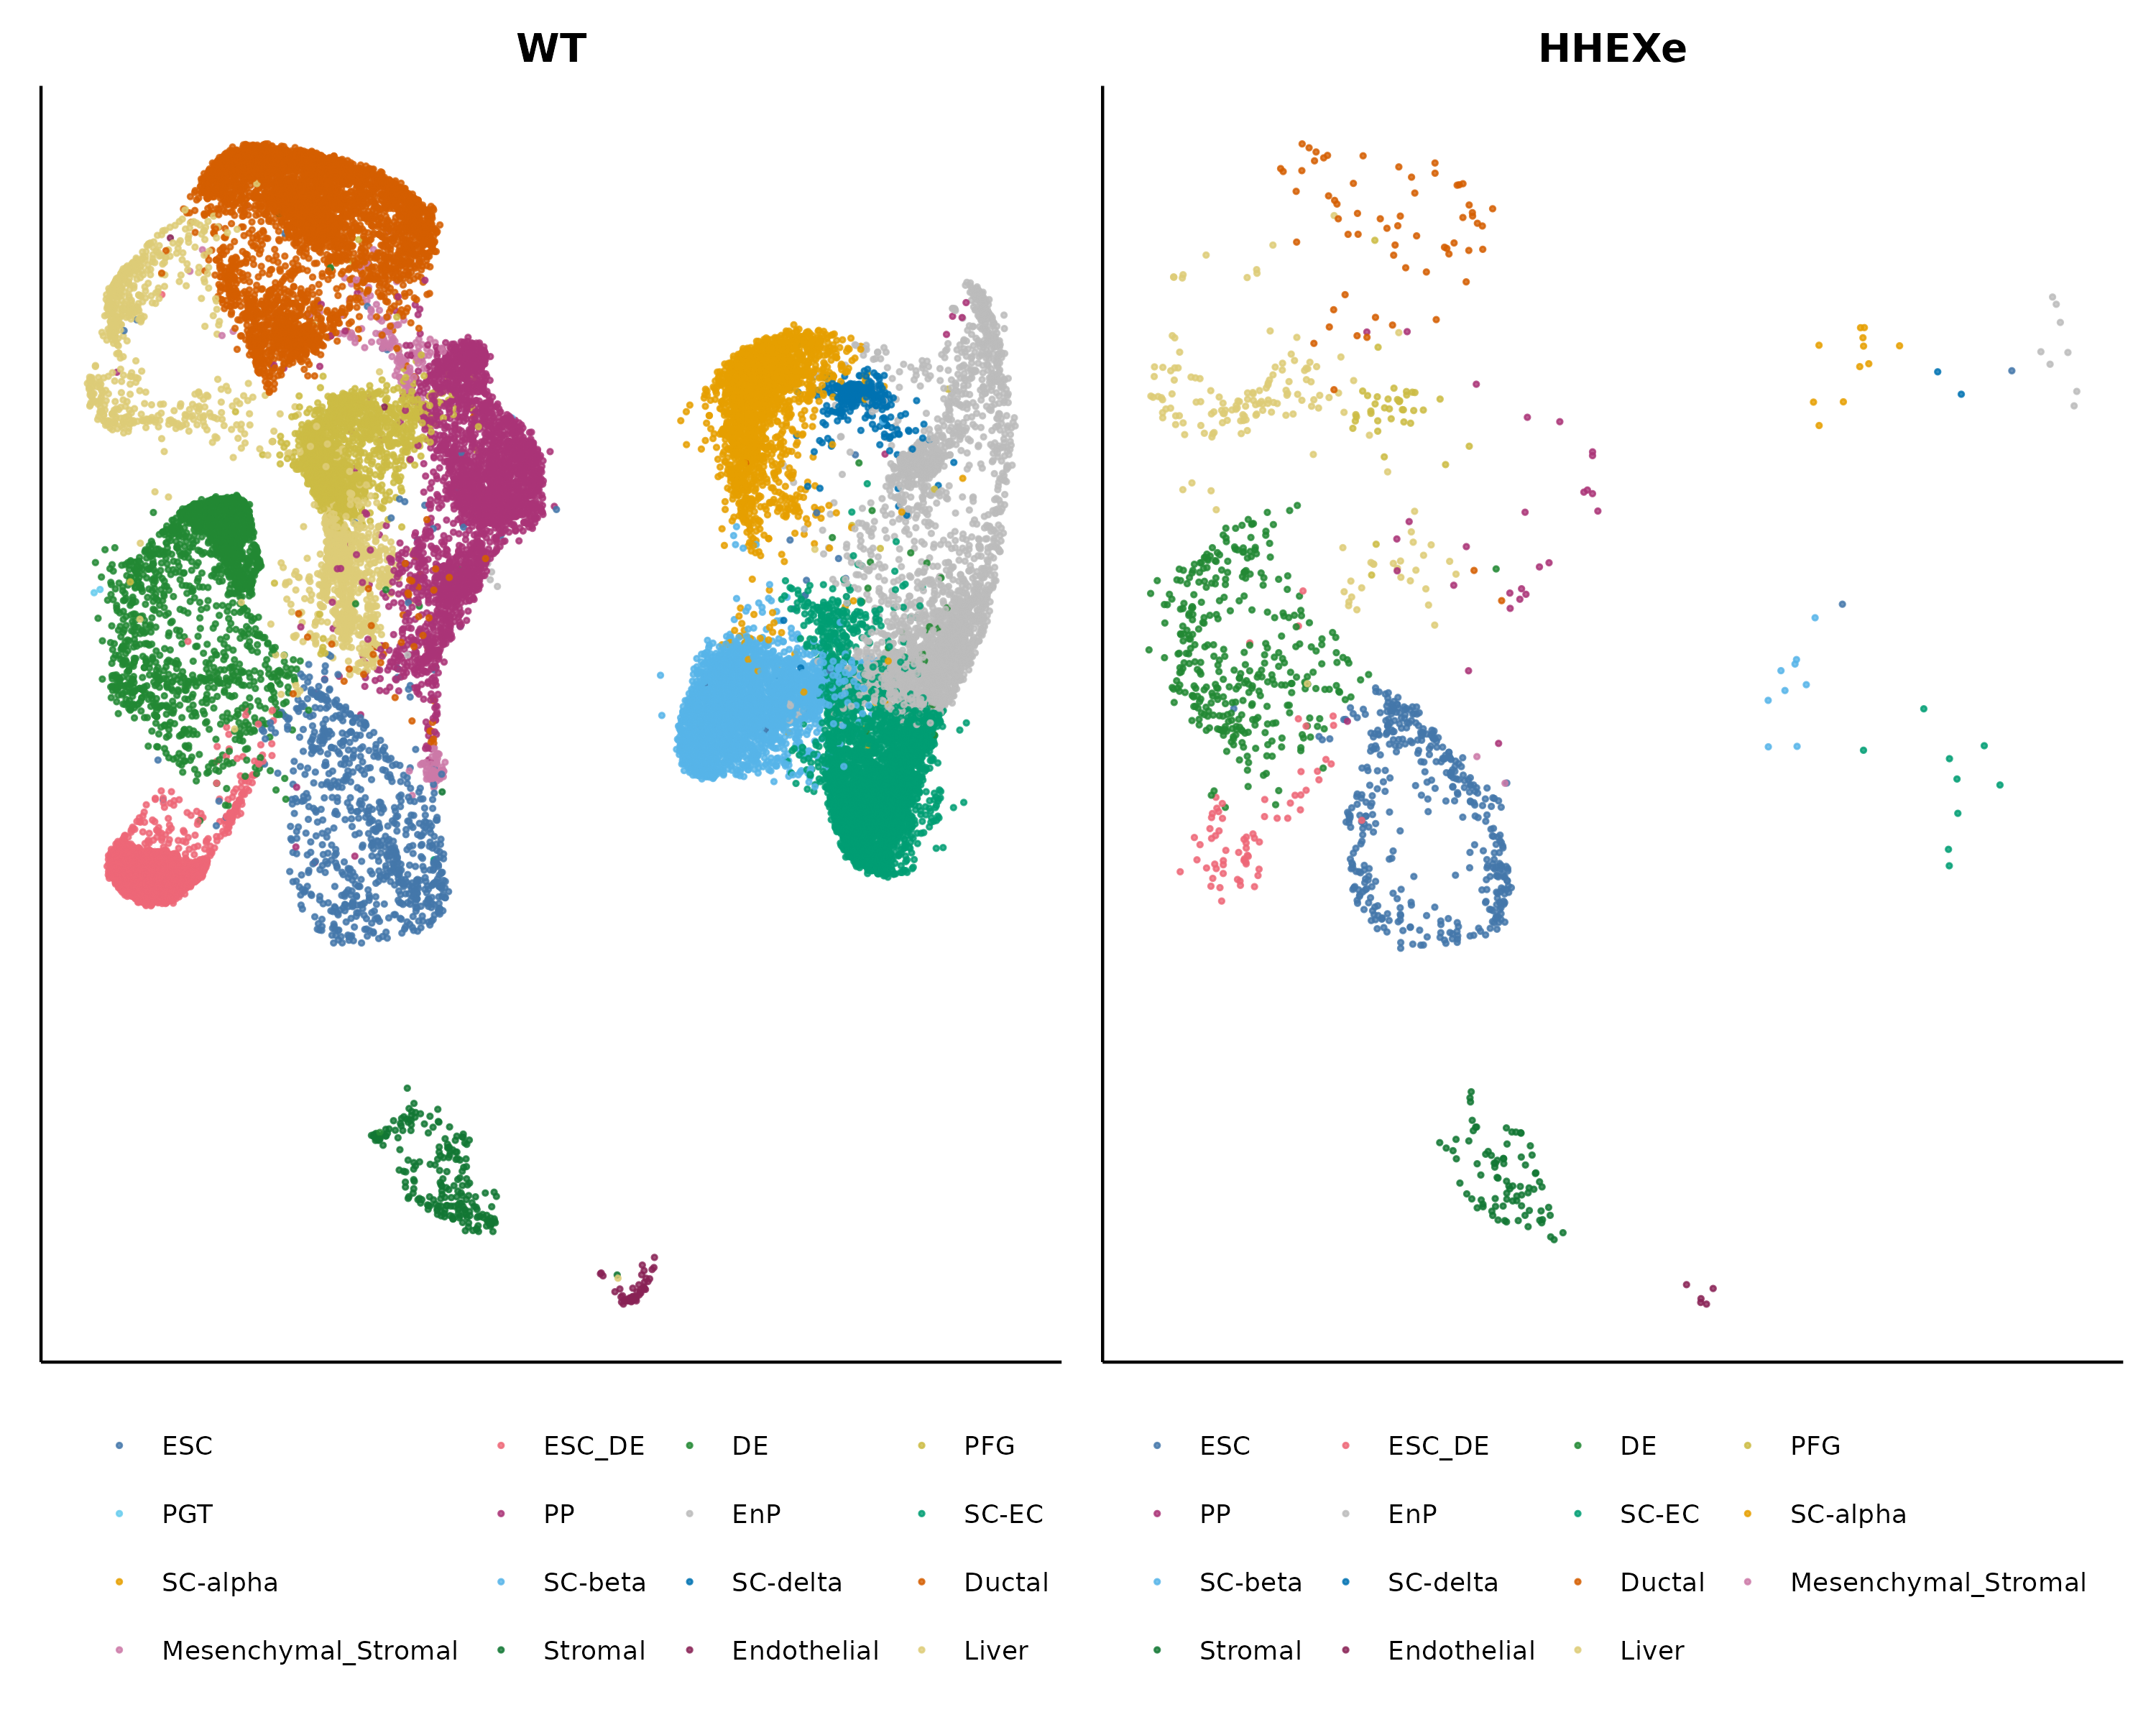 WT
HHEXe
ESC ESC_DE DE PFG
PGT PP EnP SC-EC
SC-alpha SC-beta SC-delta Ductal
Mesenchymal_Stromal Stromal Endothelial Liver
ESC ESC_DE DE PFG
PP EnP SC-EC SC-alpha
SC-beta SC-delta Ductal Mesenchymal_Stromal
Stromal Endothelial Liver